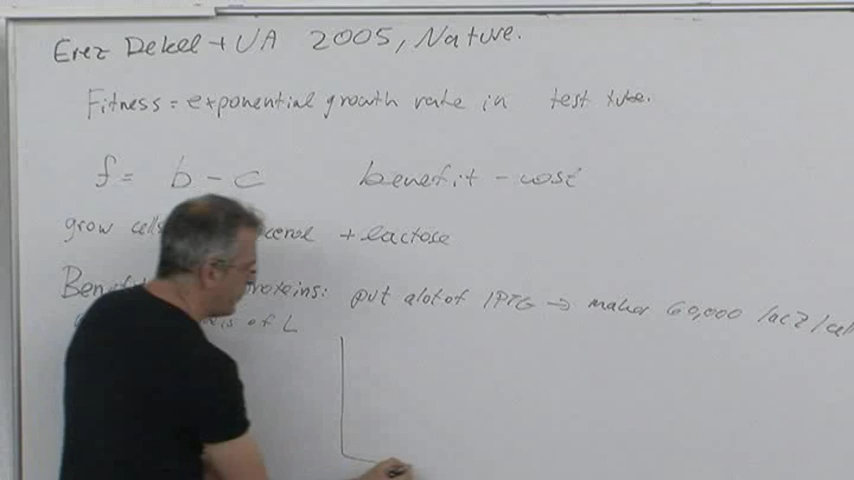 Erez Dekel + UA 2005, Nature.
Fitness = exponential growth rate in test tube.
f = b - c benefit - cost
grow cells + lactose
proteins: put alot of IPTG → makes 60,000 lacZ/cell
of L